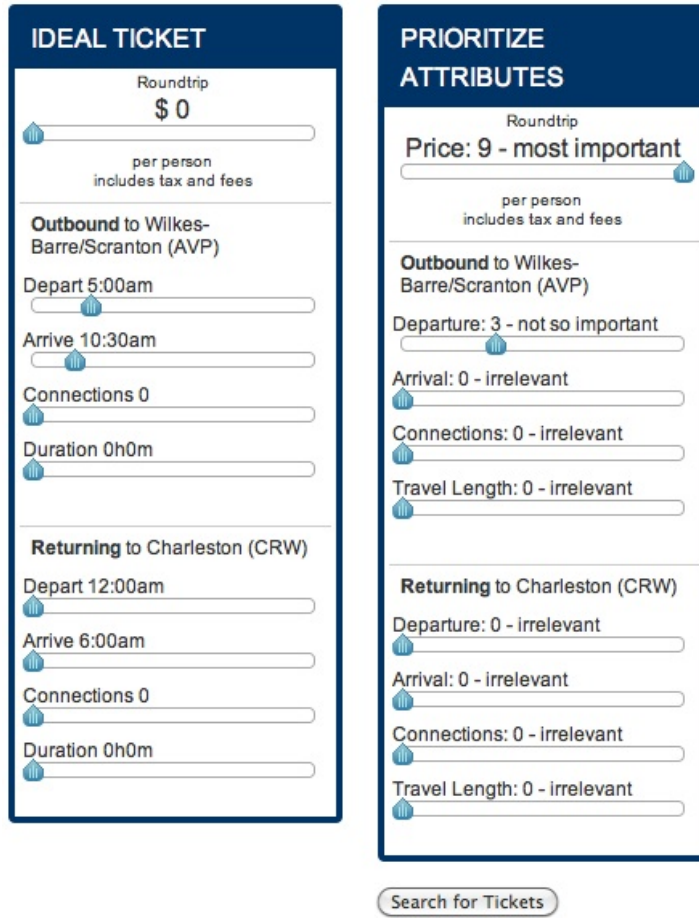 IDEAL TICKET
Roundtrip
$ 0
per person
includes tax and fees
Outbound to Wilkes-
Barre/Scranton (AVP)
Depart 5:00am
Arrive 10:30am
Connections 0
Duration 0h0m
Returning to Charleston (CRW)
Depart 12:00am
Arrive 6:00am
Connections 0
Duration 0h0m
PRIORITIZE
ATTRIBUTES
Roundtrip
Price: 9 - most important
per person
includes tax and fees
Outbound to Wilkes-
Barre/Scranton (AVP)
Departure: 3 - not so important
Arrival: 0 - irrelevant
Connections: 0 - irrelevant
Travel Length: 0 - irrelevant
Returning to Charleston (CRW)
Departure: 0 - irrelevant
Arrival: 0 - irrelevant
Connections: 0 - irrelevant
Travel Length: 0 - irrelevant
Search for Tickets